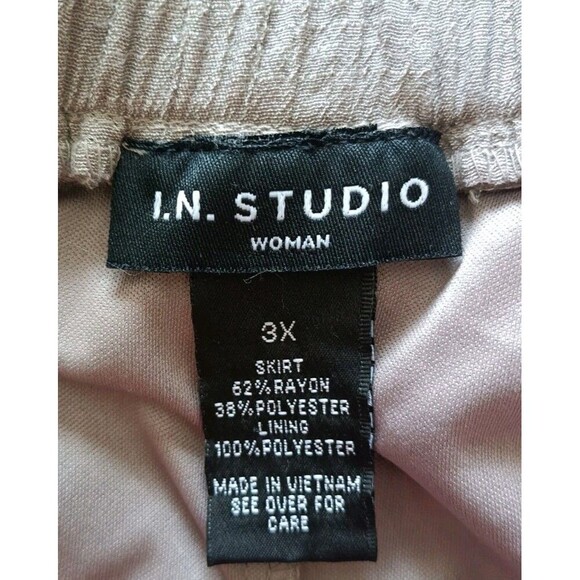 I.N. STUDIO
WOMAN
3X
SKIRT
62%RAYON
38%POLYESTER
LINING
100%POLYESTER
MADE IN VIETNAM
SEE OVER FOR
CARE